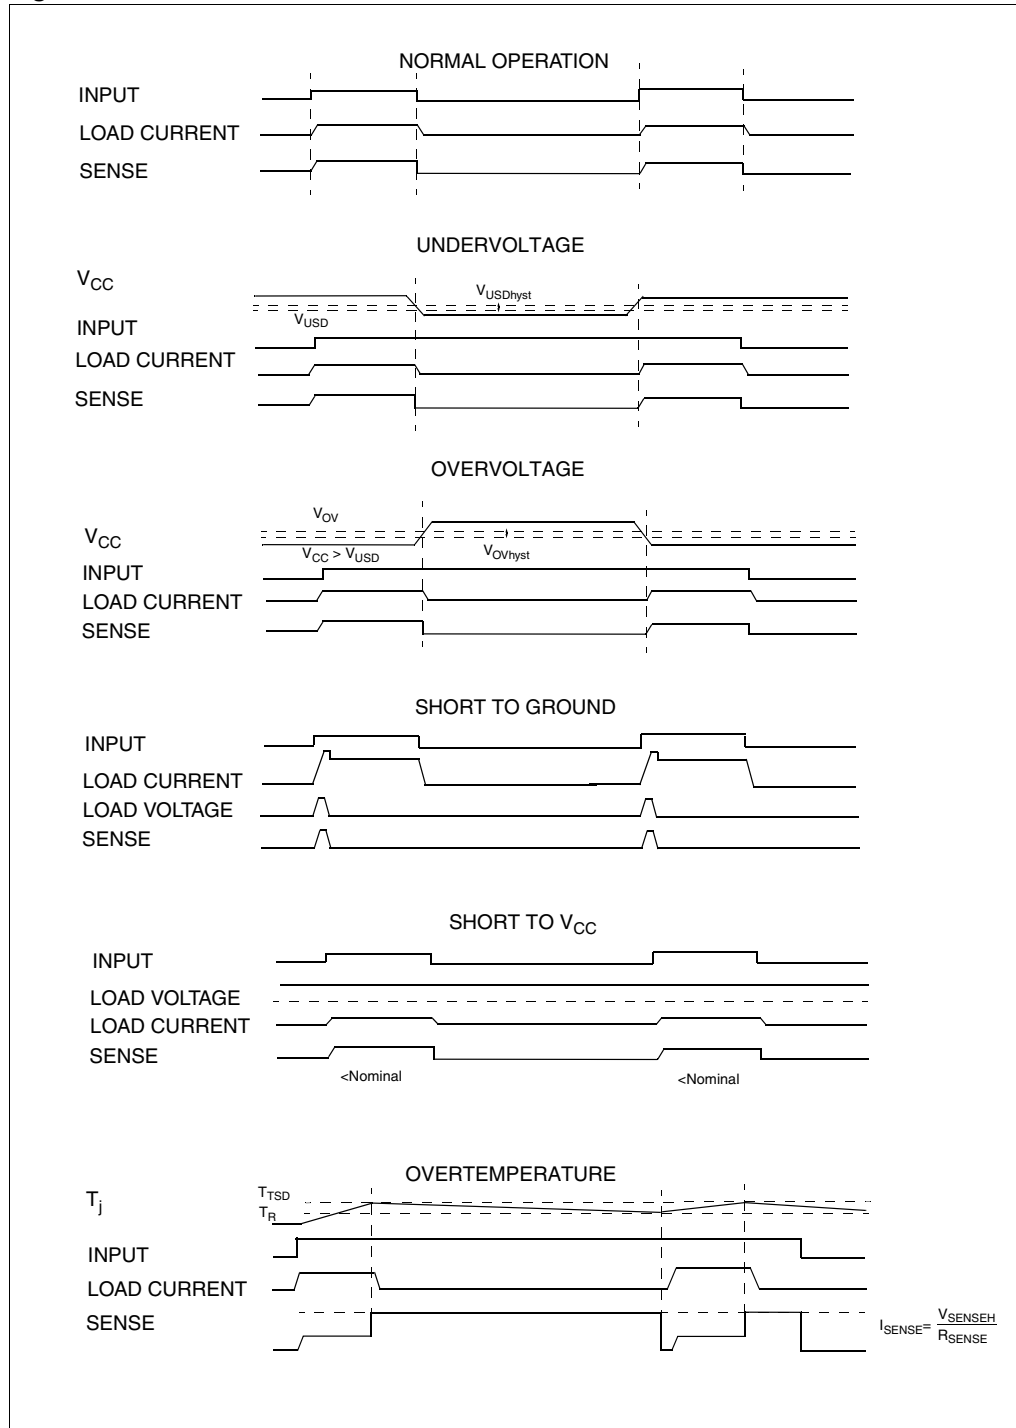 NORMAL OPERATION
INPUT
LOAD CURRENT
SENSE
UNDERVOLTAGE
VCC
VUSDhyst
VUSD
INPUT
LOAD CURRENT
SENSE
OVERVOLTAGE
VOV
VCC
VCC > VUSD
VOVhyst
INPUT
LOAD CURRENT
SENSE
SHORT TO GROUND
INPUT
LOAD CURRENT
LOAD VOLTAGE
SENSE
SHORT TO VCC
INPUT
LOAD VOLTAGE
LOAD CURRENT
SENSE
<Nominal <Nominal
OVERTEMPERATURE
Tj
TTSD
TR
INPUT
LOAD CURRENT
SENSE
ISENSE= VSENSEH
RSENSE